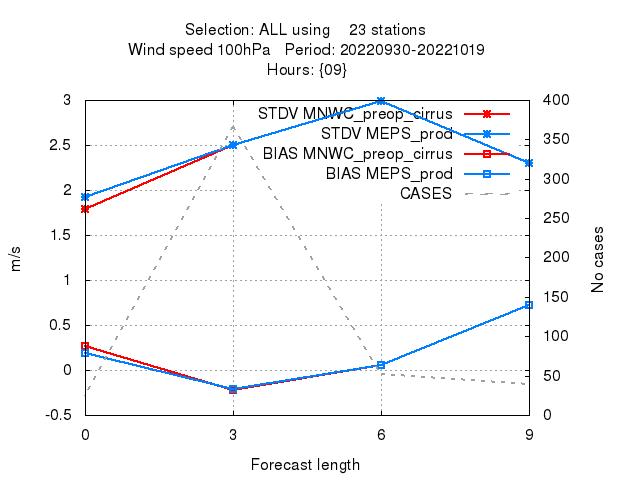 Selection: ALL using    23 stations
Wind speed 100hPa   Period: 20220930-20221019
Hours: {09}
STDV MNWC_preop_cirrus
STDV MEPS_prod
BIAS MNWC_preop_cirrus
BIAS MEPS_prod
CASES
3
2.5
2
1.5
1
0.5
0
-0.5
m/s
400
350
300
250
200
150
100
50
0
No cases
0 3 6 9
Forecast length